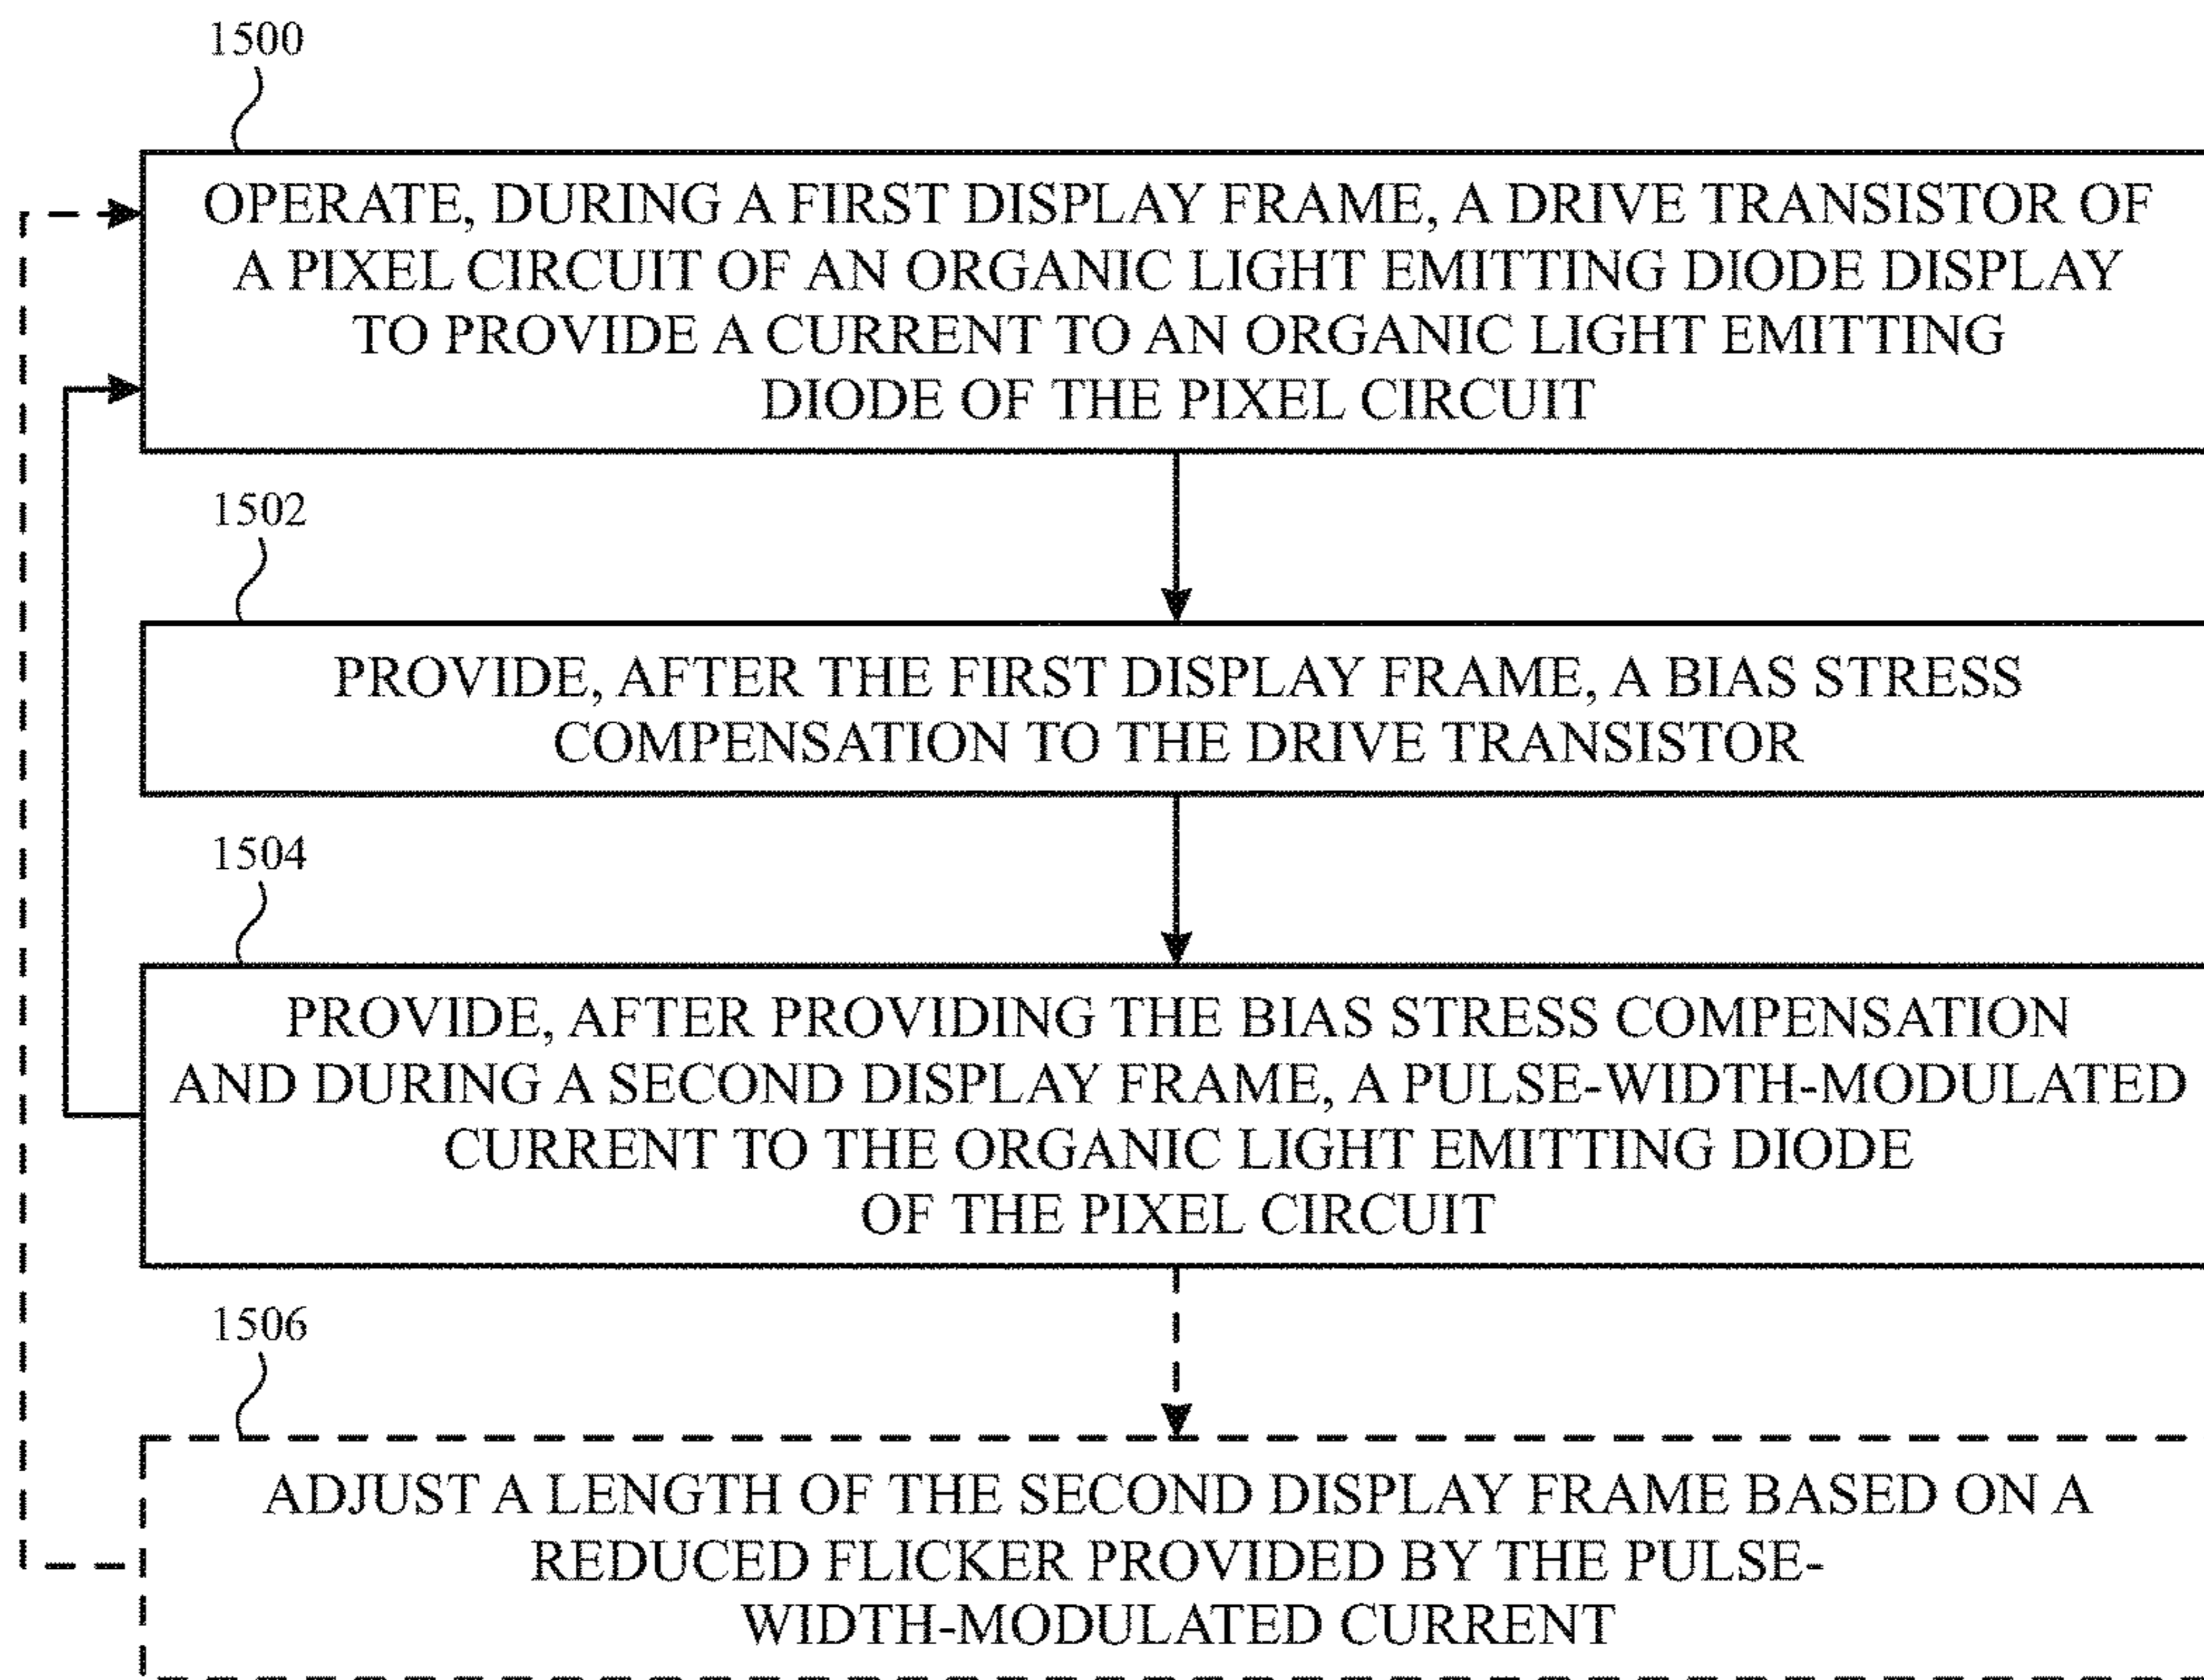 1500
OPERATE, DURING A FIRST DISPLAY FRAME, A DRIVE TRANSISTOR OF
A PIXEL CIRCUIT OF AN ORGANIC LIGHT EMITTING DIODE DISPLAY
TO PROVIDE A CURRENT TO AN ORGANIC LIGHT EMITTING
DIODE OF THE PIXEL CIRCUIT
1502
PROVIDE, AFTER THE FIRST DISPLAY FRAME, A BIAS STRESS
COMPENSATION TO THE DRIVE TRANSISTOR
1504
PROVIDE, AFTER PROVIDING THE BIAS STRESS COMPENSATION
AND DURING A SECOND DISPLAY FRAME, A PULSE-WIDTH-MODULATED
CURRENT TO THE ORGANIC LIGHT EMITTING DIODE
OF THE PIXEL CIRCUIT
1506
ADJUST A LENGTH OF THE SECOND DISPLAY FRAME BASED ON A
REDUCED FLICKER PROVIDED BY THE PULSE-
WIDTH-MODULATED CURRENT